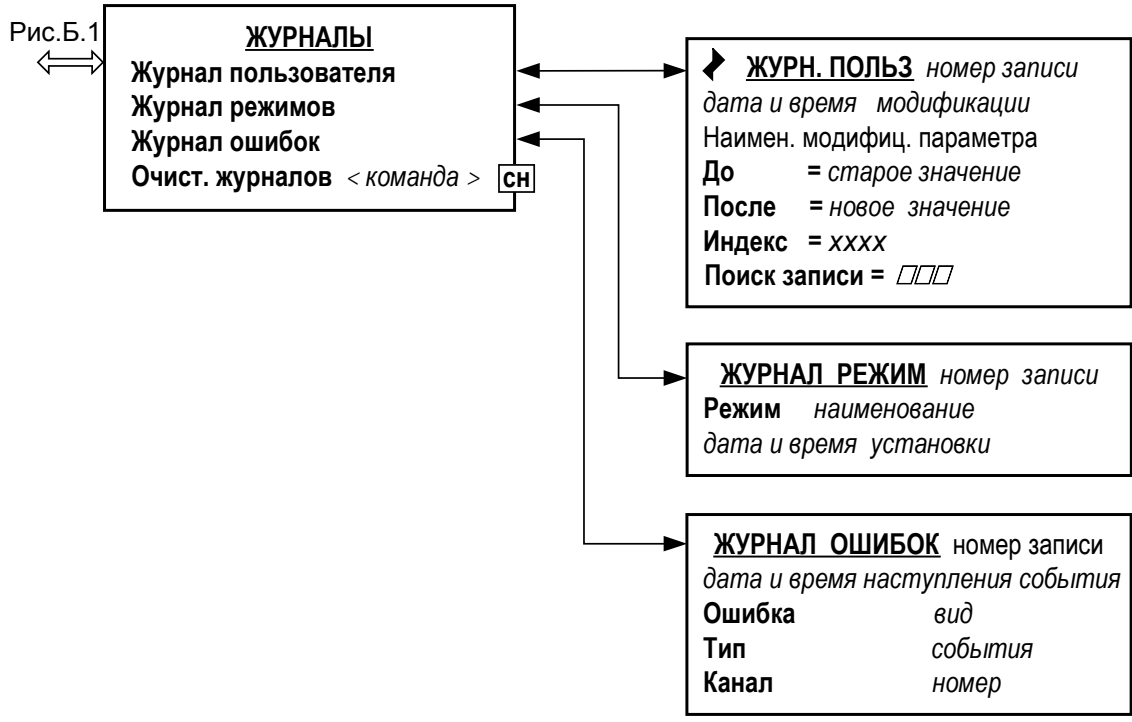 Рис.Б.1
ЖУРНАЛЫ
Журнал пользователя
Журнал режимов
Журнал ошибок
Очист. журналов < команда > СН
ЖУРН. ПОЛЬЗ номер записи
дата и время модификации
Наимен. модифиц. параметра
До = старое значение
После = новое значение
Индекс = хххх
Поиск записи =
ЖУРНАЛ РЕЖИМ номер записи
Режим наименование
дата и время установки
ЖУРНАЛ ОШИБОК номер записи
дата и время наступления события
Ошибка вид
Тип события
Канал номер